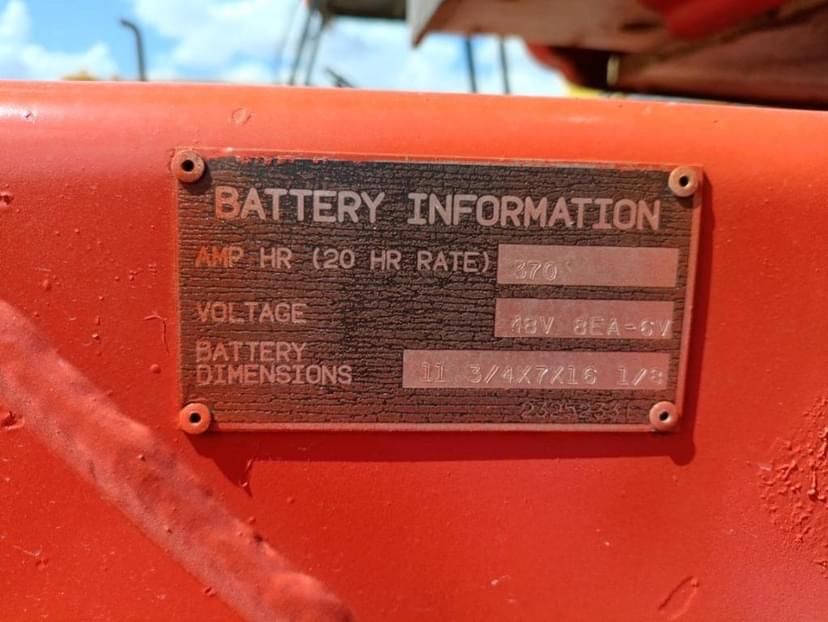 BATTERY INFORMATION
AMP HR (20 HR RATE) 370
VOLTAGE 48V 8EA-6V
BATTERY
DIMENSIONS 11 3/4X7X16 1/8